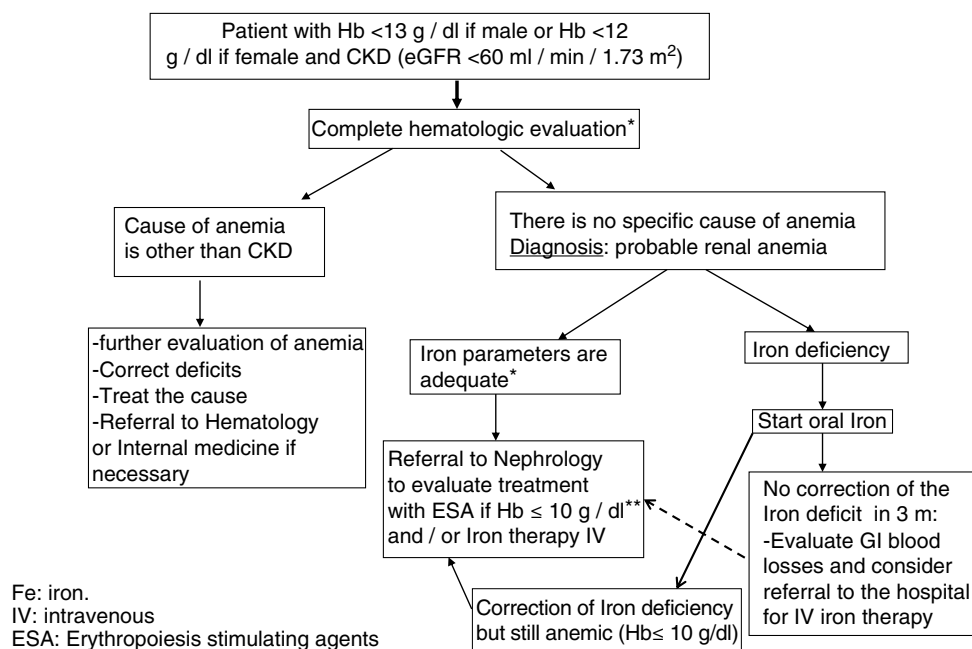 Patient with Hb <13 g / dl if male or Hb <12
g / dl if female and CKD (eGFR <60 ml / min / 1.73 m²)
Complete hematologic evaluation*
Cause of anemia
is other than CKD
There is no specific cause of anemia
Diagnosis: probable renal anemia
-further evaluation of anemia
-Correct deficits
-Treat the cause
-Referral to Hematology
or Internal medicine if
necessary
Iron parameters are
adequate*
Iron deficiency
Start oral Iron
Referral to Nephrology
to evaluate treatment
with ESA if Hb ≤ 10 g / dl**
and / or Iron therapy IV
No correction of the
Iron deficit in 3 m:
-Evaluate GI blood
losses and consider
referral to the hospital
for IV iron therapy
Correction of Iron deficiency
but still anemic (Hb≤ 10 g/dl)
Fe: iron.
IV: intravenous
ESA: Erythropoiesis stimulating agents